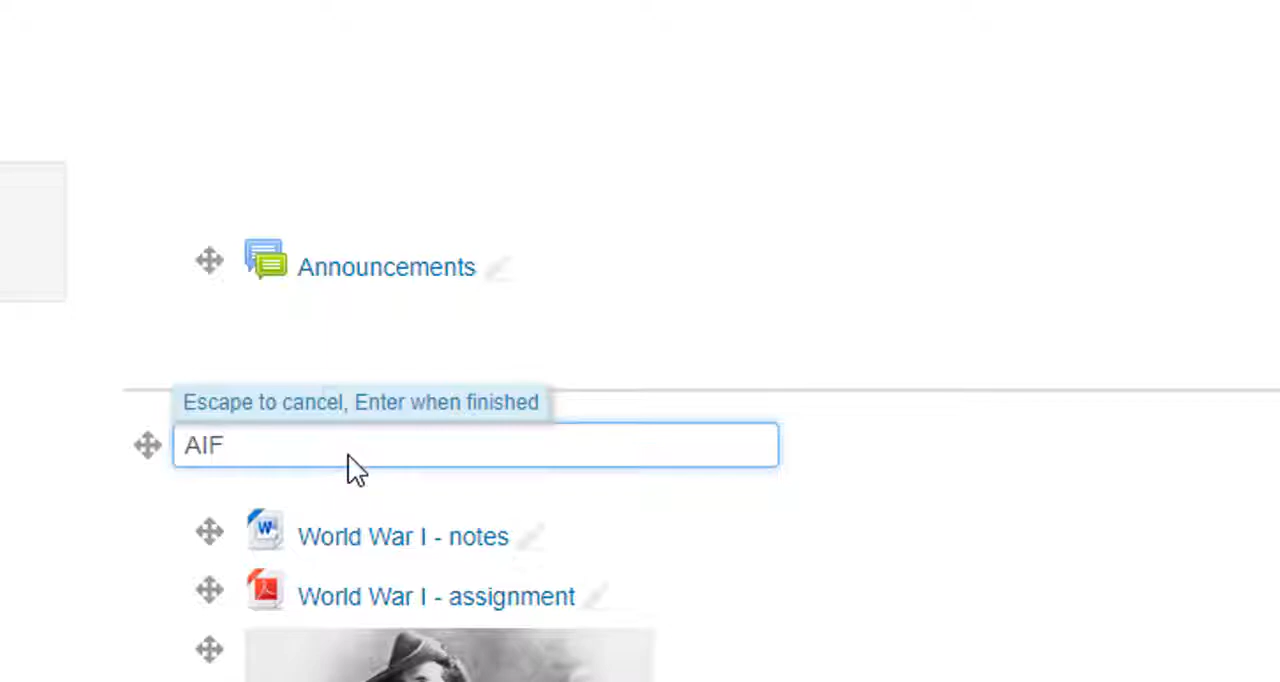 Announcements
Escape to cancel, Enter when finished
AIF
World War I - notes
World War I - assignment